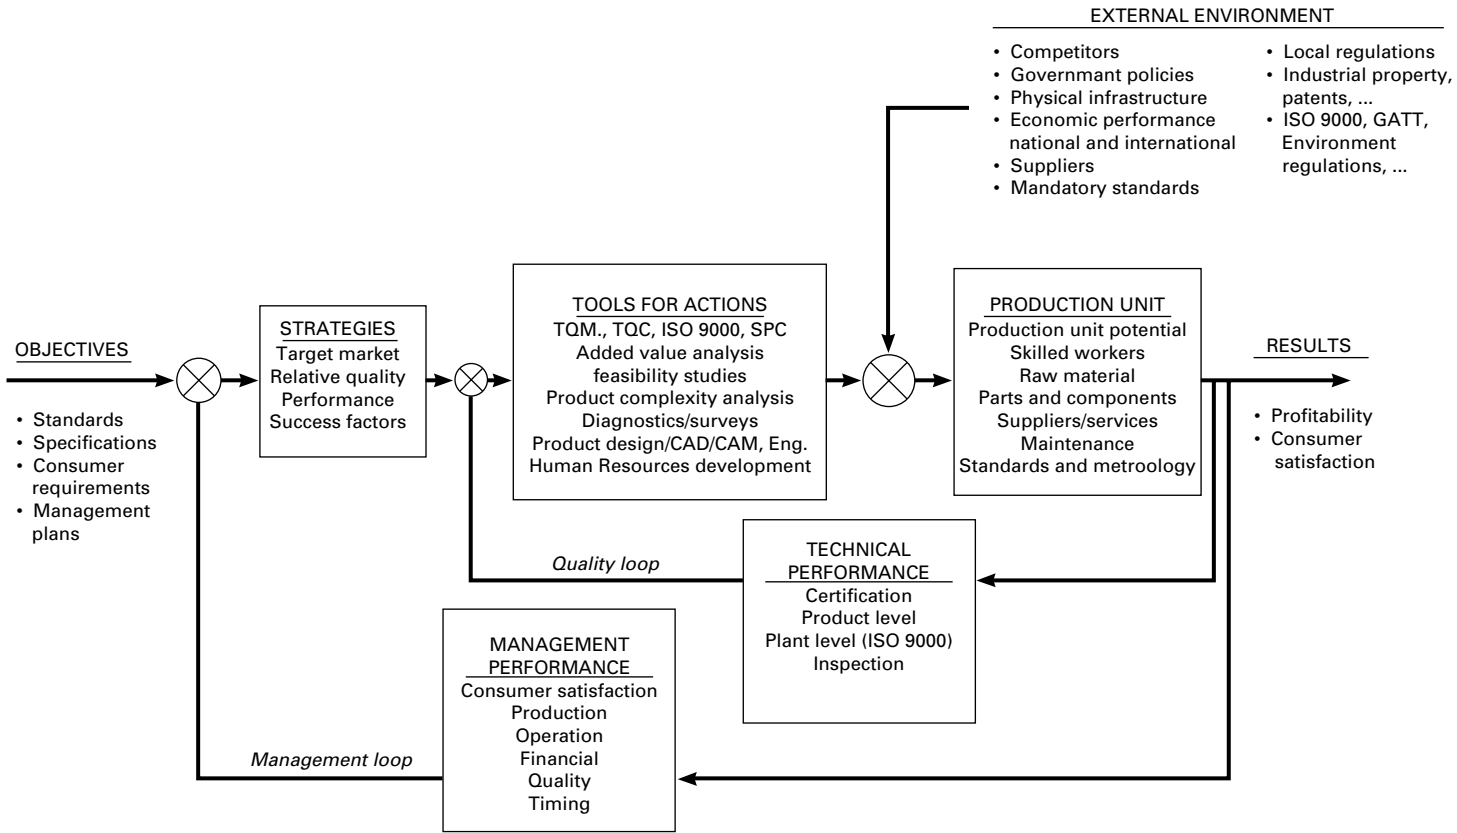 EXTERNAL ENVIRONMENT
• Competitors
• Governmant policies
• Physical infrastructure
• Economic performance
national and international
• Suppliers
• Mandatory standards
• Local regulations
• Industrial property,
patents, ...
• ISO 9000, GATT,
Environment
regulations, ...
OBJECTIVES
• Standards
• Specifications
• Consumer
requirements
• Management
plans
STRATEGIES
Target market
Relative quality
Performance
Success factors
TOOLS FOR ACTIONS
TQM., TQC, ISO 9000, SPC
Added value analysis
feasibility studies
Product complexity analysis
Diagnostics/surveys
Product design/CAD/CAM, Eng.
Human Resources development
PRODUCTION UNIT
Production unit potential
Skilled workers
Raw material
Parts and components
Suppliers/services
Maintenance
Standards and metroology
RESULTS
• Profitability
• Consumer
satisfaction
Quality loop
TECHNICAL
PERFORMANCE
Certification
Product level
Plant level (ISO 9000)
Inspection
Management loop
MANAGEMENT
PERFORMANCE
Consumer satisfaction
Production
Operation
Financial
Quality
Timing